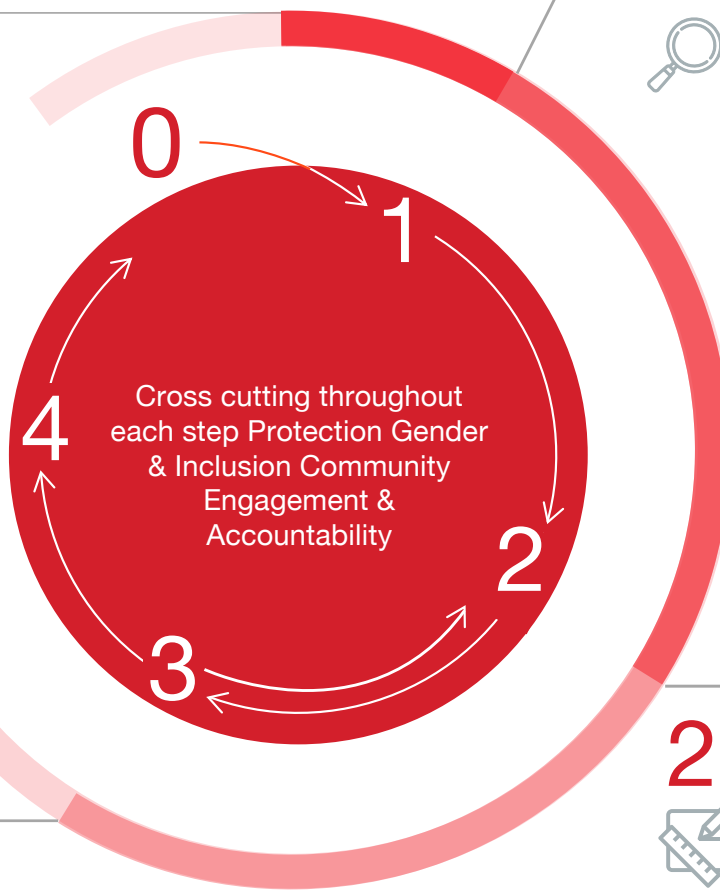 0
1
4
Cross cutting throughout
each step Protection Gender
& Inclusion Community
Engagement &
Accountability
2
3
2